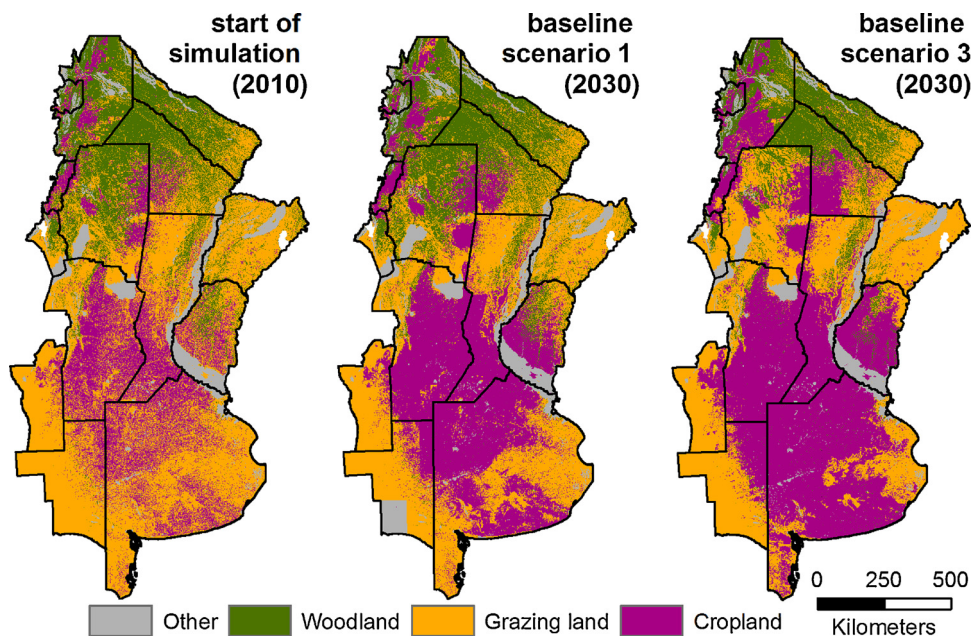 start of
simulation
(2010)
baseline
scenario 1
(2030)
baseline
scenario 3
(2030)
0 250 500
Kilometers
Other Woodland Grazing land Cropland